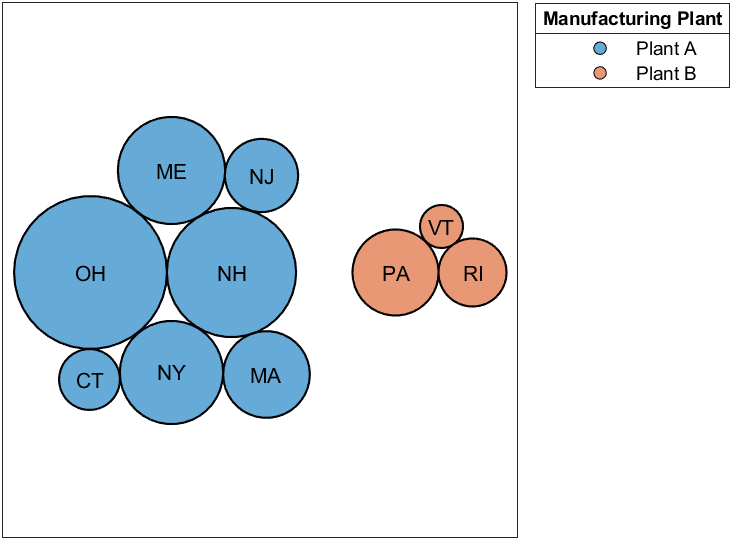 Manufacturing Plant
Plant A
Plant B
ME
NJ
VT
OH
NH
PA
RI
CT
NY
MA